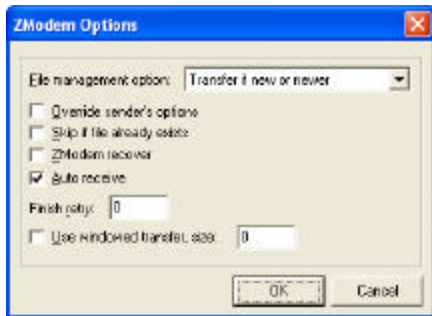 ZModem Options
File management option: Transfer if new or newer
Override sender's options
Skip if file already exists
ZModem recover
Auto receive
Finish retry: 0
Use windowed transfer, size: 0
OK Cancel